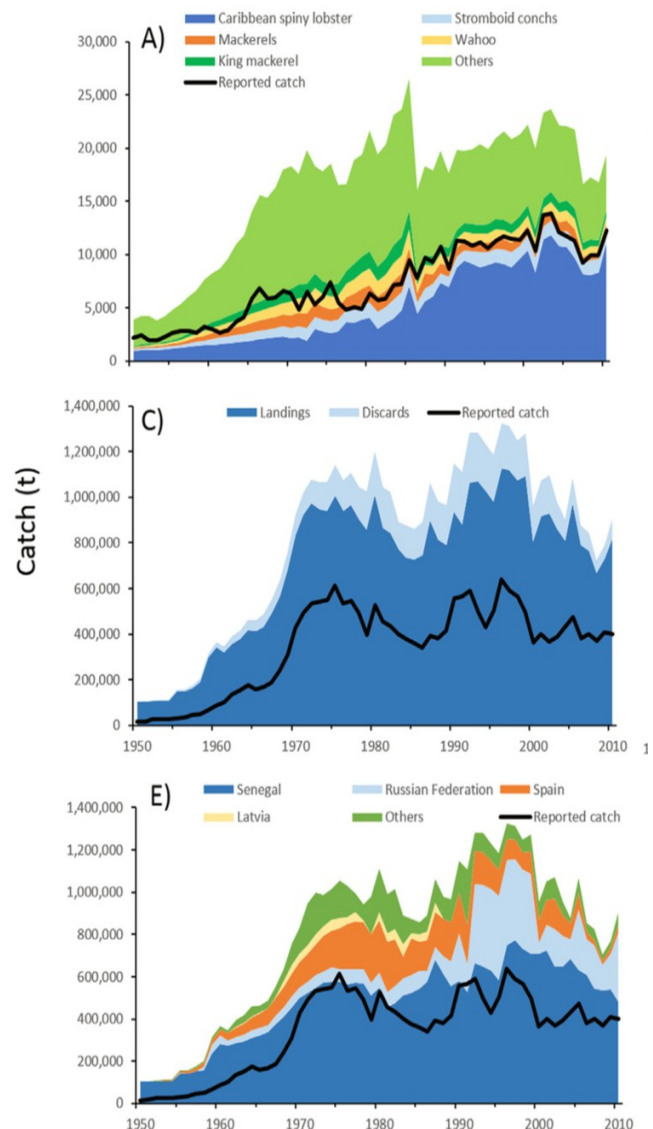 Caribbean spiny lobster Stromboid conchs
A) Mackerels Wahoo
King mackerel Others
Reported catch
30,000
25,000
20,000
15,000
10,000
5,000
0
Catch (t)
C) Landings Discards Reported catch
1,400,000
1,200,000
1,000,000
800,000
600,000
400,000
200,000
0
1950 1960 1970 1980 1990 2000 2010 1
E) Senegal Russian Federation Spain
Latvia Others Reported catch
1,400,000
1,200,000
1,000,000
800,000
600,000
400,000
200,000
0
1950 1960 1970 1980 1990 2000 2010